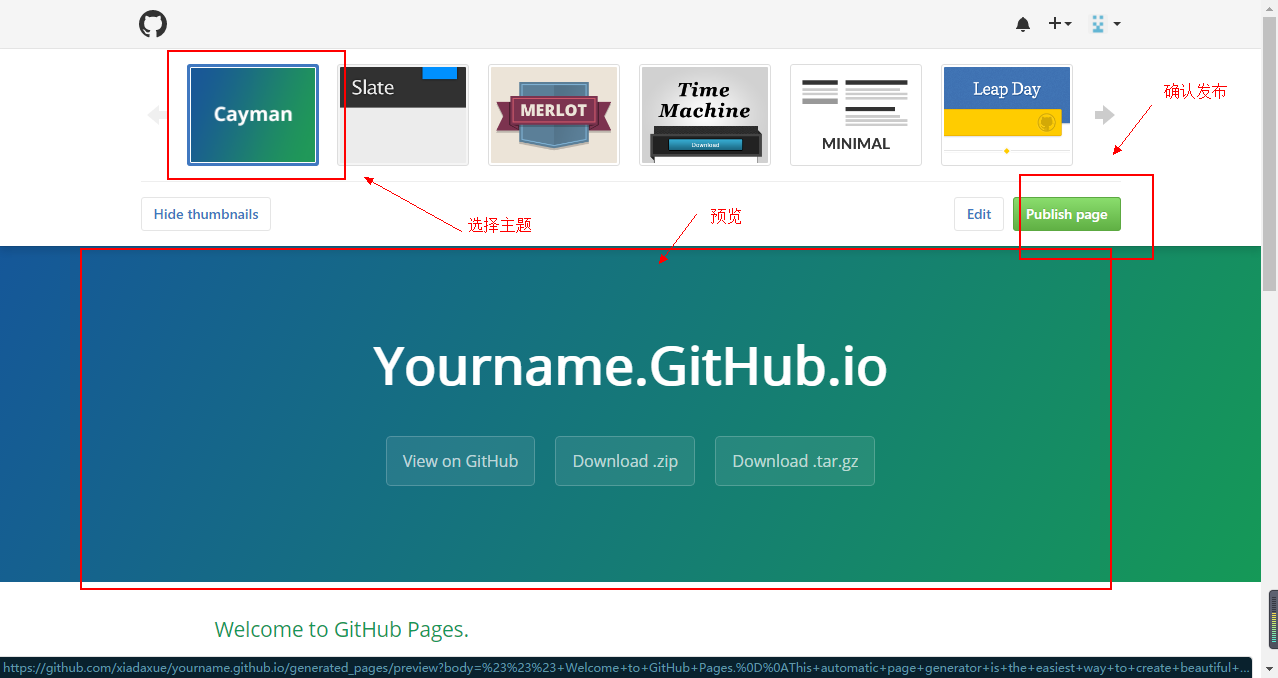 Cayman
Slate
MERLOT
Time
Machine
Download
MINIMAL
Leap Day
确认发布
Hide thumbnails
选择主题
预览
Edit
Publish page
Yourname.GitHub.io
View on GitHub
Download .zip
Download .tar.gz
Welcome to GitHub Pages.
https://github.com/xiadaxue/yourname.github.io/generated_pages/preview?body=%23%23%23+Welcome+to+GitHub+Pages.%0D%0AThis+automatic+page+generator+is+the+easiest+way+to+create+beautiful+...